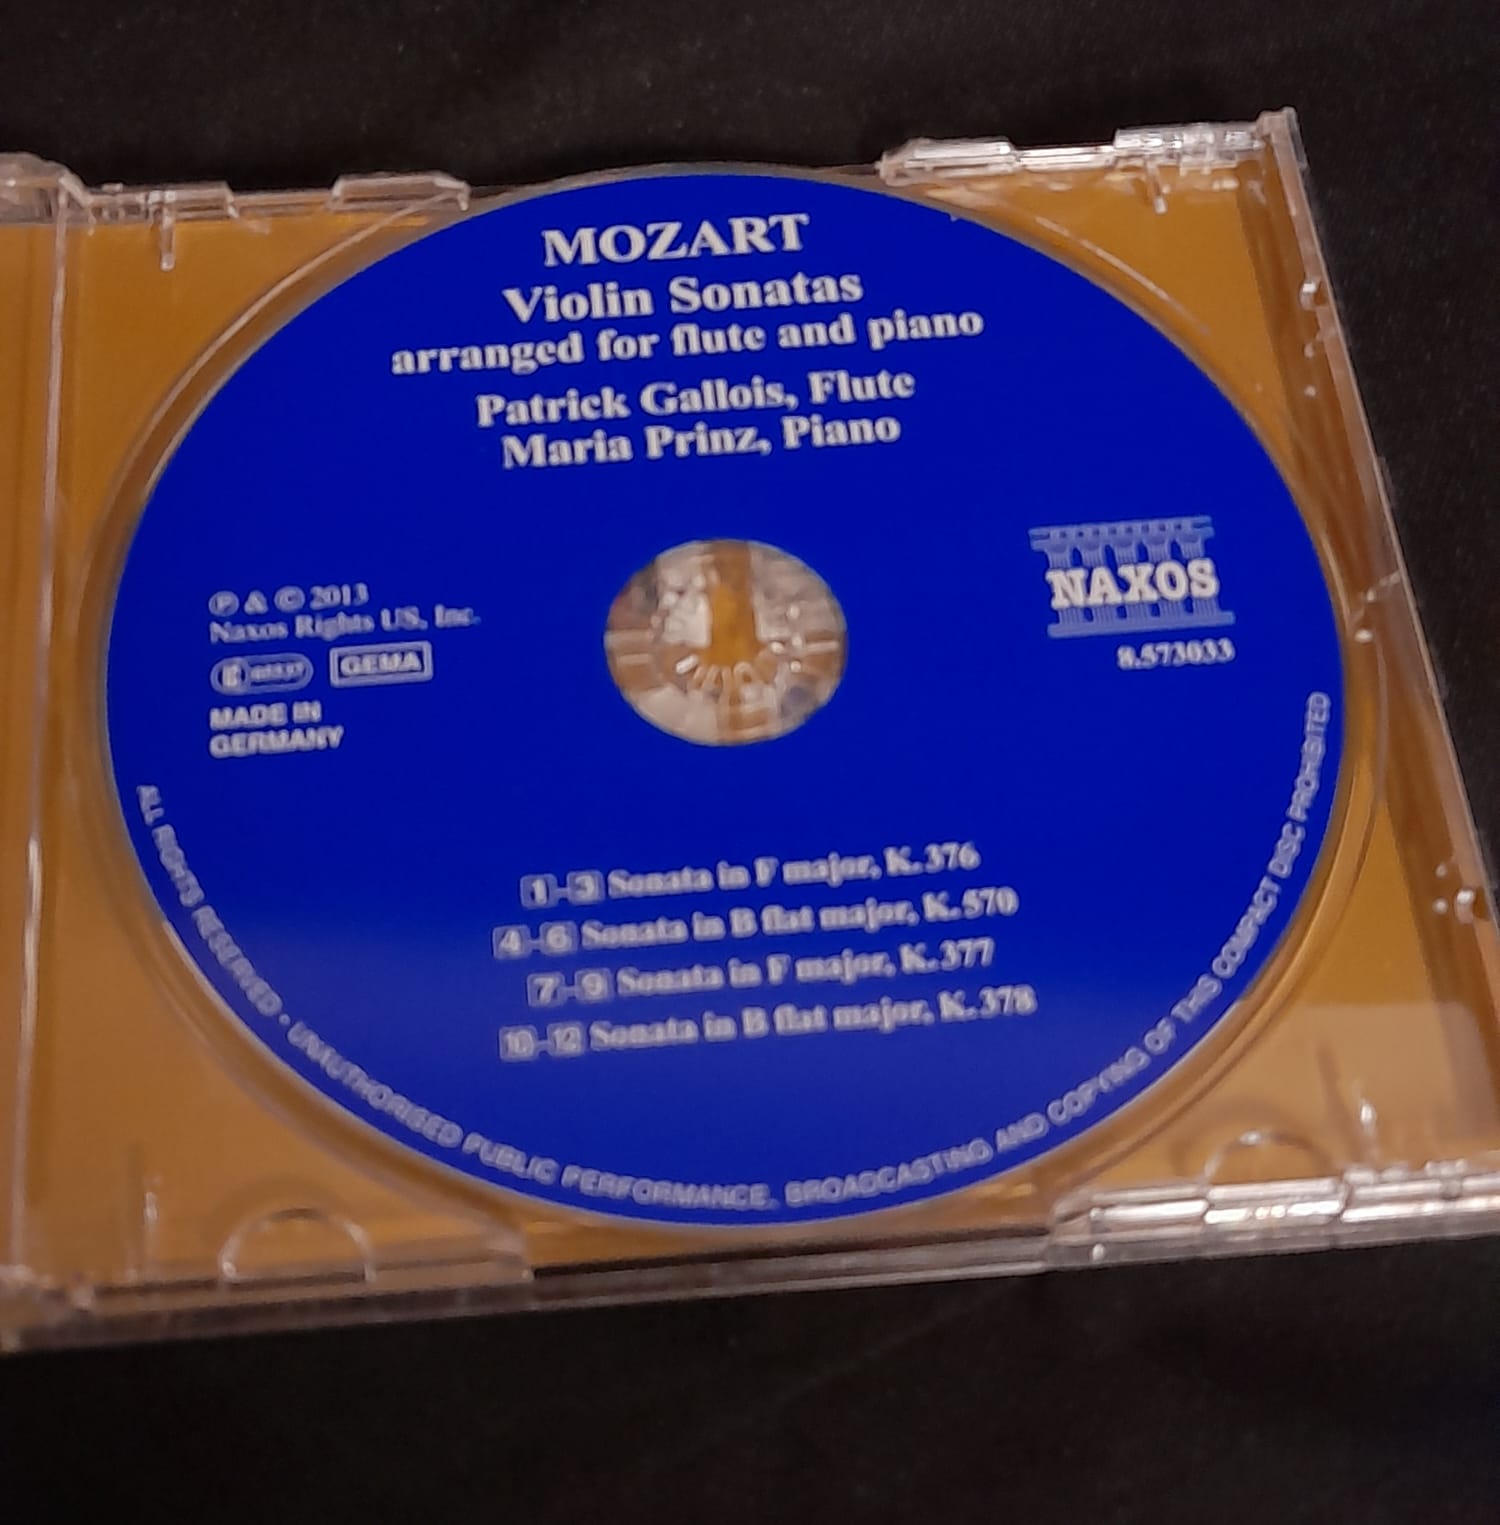 MOZART
Violin Sonatas
arranged for flute and piano
Patrick Gallois, Flute
Maria Prinz, Piano
℗ & © 2013
Naxos Rights US, Inc.
GEMA
MADE IN
GERMANY
NAXOS
8.573033
1-3 Sonata in F major, K. 376
4-6 Sonata in B flat major, K. 570
7-9 Sonata in F major, K. 377
10-12 Sonata in B flat major, K. 378
ALL RIGHTS RESERVED • UNAUTHORISED PUBLIC PERFORMANCE, BROADCASTING AND COPYING OF THIS COMPACT DISC PROHIBITED